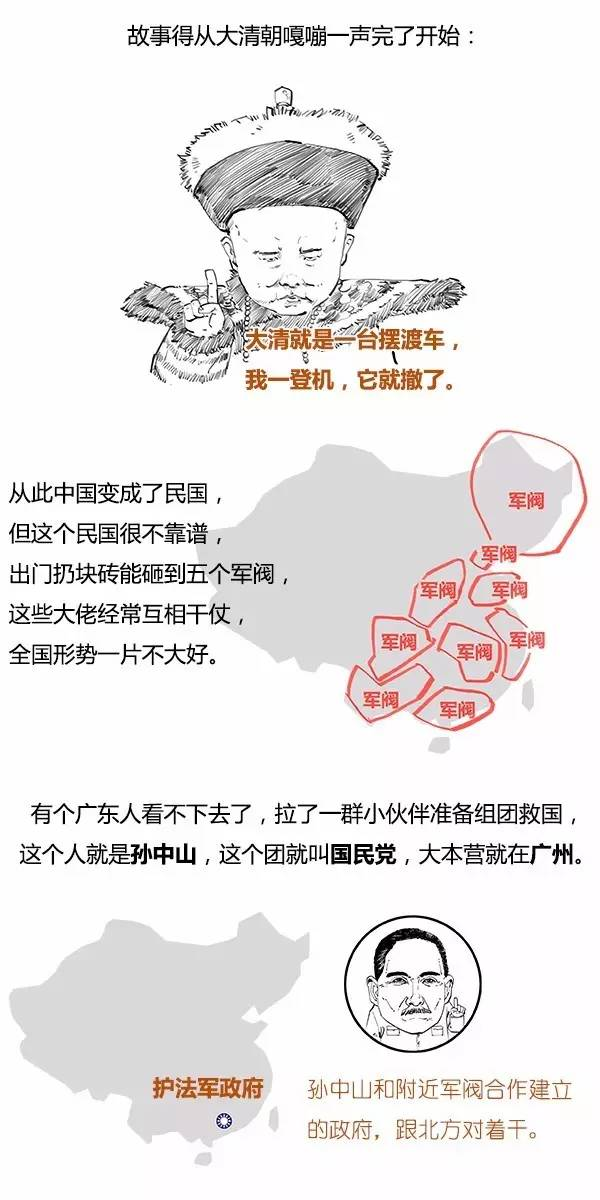 故事得从大清朝嘎嘣一声完了开始：
大清就是一台摆渡车，
我一登机，它就撤了。
从此中国变成了民国，
但这个民国很不靠谱，
出门扔块砖能砸到五个军阀，
这些大佬经常互相干仗，
全国形势一片不大好。
军阀
军阀
军阀
军阀
军阀
军阀
军阀
军阀
军阀
有个广东人看不下去了，拉了一群小伙伴准备组团救国，
这个人就是孙中山，这个团就叫国民党，大本营就在广州。
护法军政府
孙中山和附近军阀合作建立
的政府，跟北方对着干。